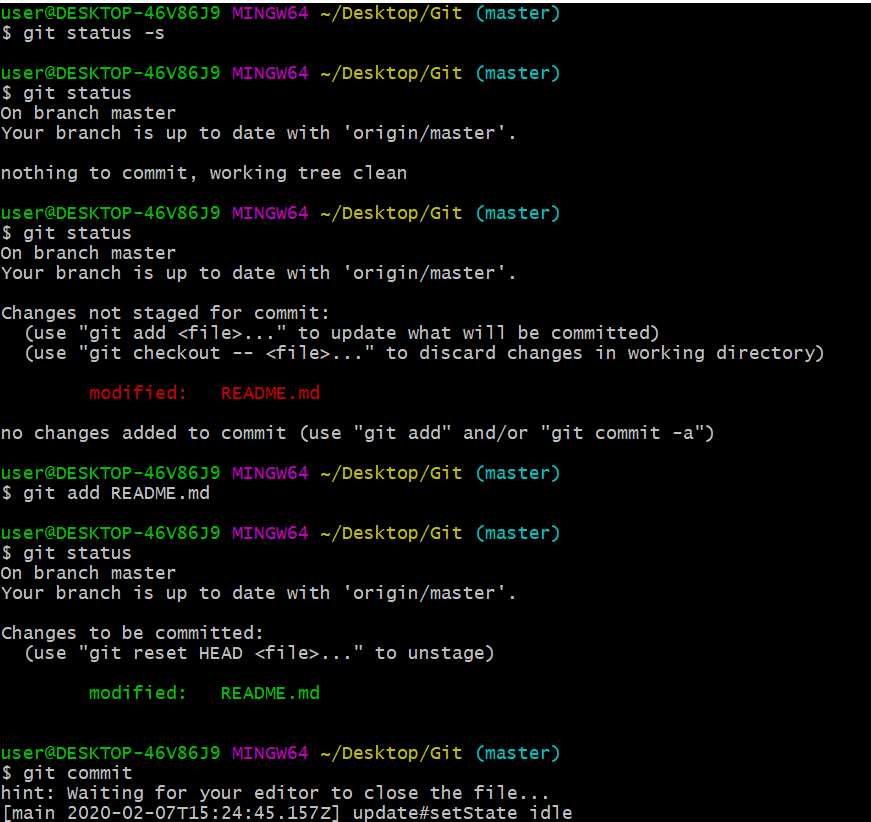 user@DESKTOP-46V86J9 MINGW64 ~/Desktop/Git (master)
$ git status -s
user@DESKTOP-46V86J9 MINGW64 ~/Desktop/Git (master)
$ git status
On branch master
Your branch is up to date with 'origin/master'.
nothing to commit, working tree clean
user@DESKTOP-46V86J9 MINGW64 ~/Desktop/Git (master)
$ git status
On branch master
Your branch is up to date with 'origin/master'.
Changes not staged for commit:
  (use "git add <file>..." to update what will be committed)
  (use "git checkout -- <file>..." to discard changes in working directory)
        modified:   README.md
no changes added to commit (use "git add" and/or "git commit -a")
user@DESKTOP-46V86J9 MINGW64 ~/Desktop/Git (master)
$ git add README.md
user@DESKTOP-46V86J9 MINGW64 ~/Desktop/Git (master)
$ git status
On branch master
Your branch is up to date with 'origin/master'.
Changes to be committed:
  (use "git reset HEAD <file>..." to unstage)
        modified:   README.md
user@DESKTOP-46V86J9 MINGW64 ~/Desktop/Git (master)
$ git commit
hint: Waiting for your editor to close the file...
[main 2020-02-07T15:24:45.157Z] update#setState idle